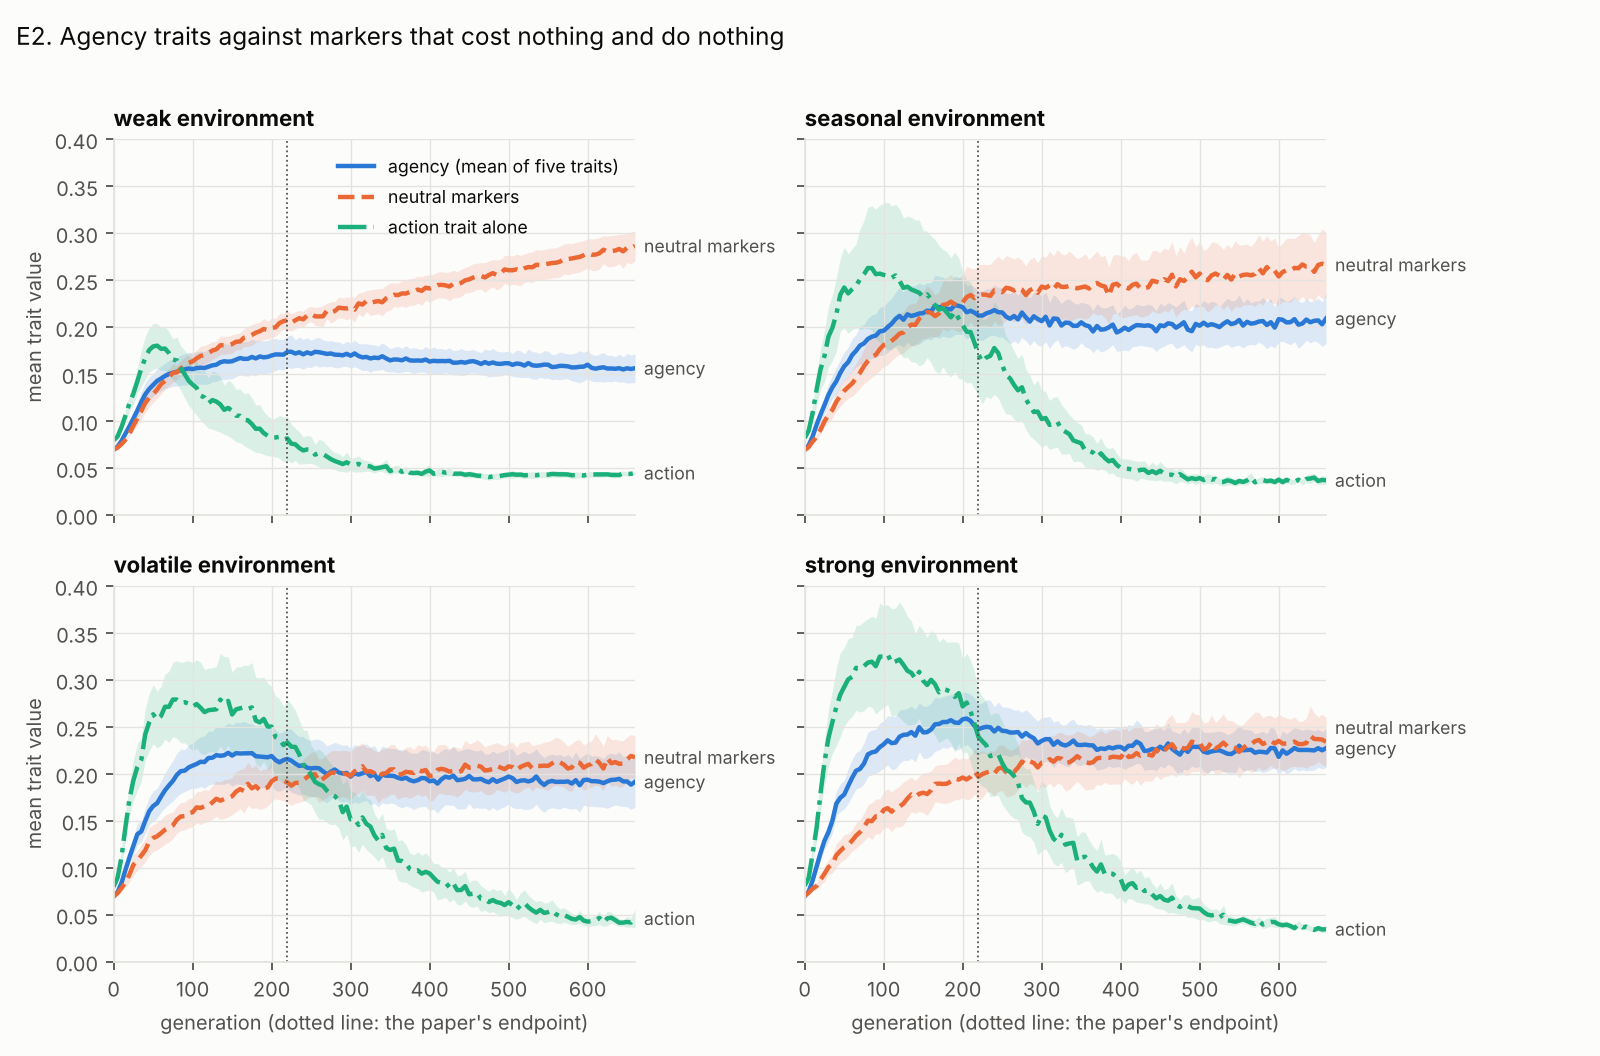 E2. Agency traits against markers that cost nothing and do nothing
weak environment
0.40
0.35
0.30
0.25
0.20
0.15
0.10
0.05
0.00
mean trait value
agency (mean of five traits)
neutral markers
action trait alone
neutral markers
agency
action
seasonal environment
neutral markers
agency
action
volatile environment
0.40
0.35
0.30
0.25
0.20
0.15
0.10
0.05
0.00
mean trait value
neutral markers
agency
action
0 100 200 300 400 500 600
generation (dotted line: the paper's endpoint)
strong environment
neutral markers
agency
action
0 100 200 300 400 500 600
generation (dotted line: the paper's endpoint)